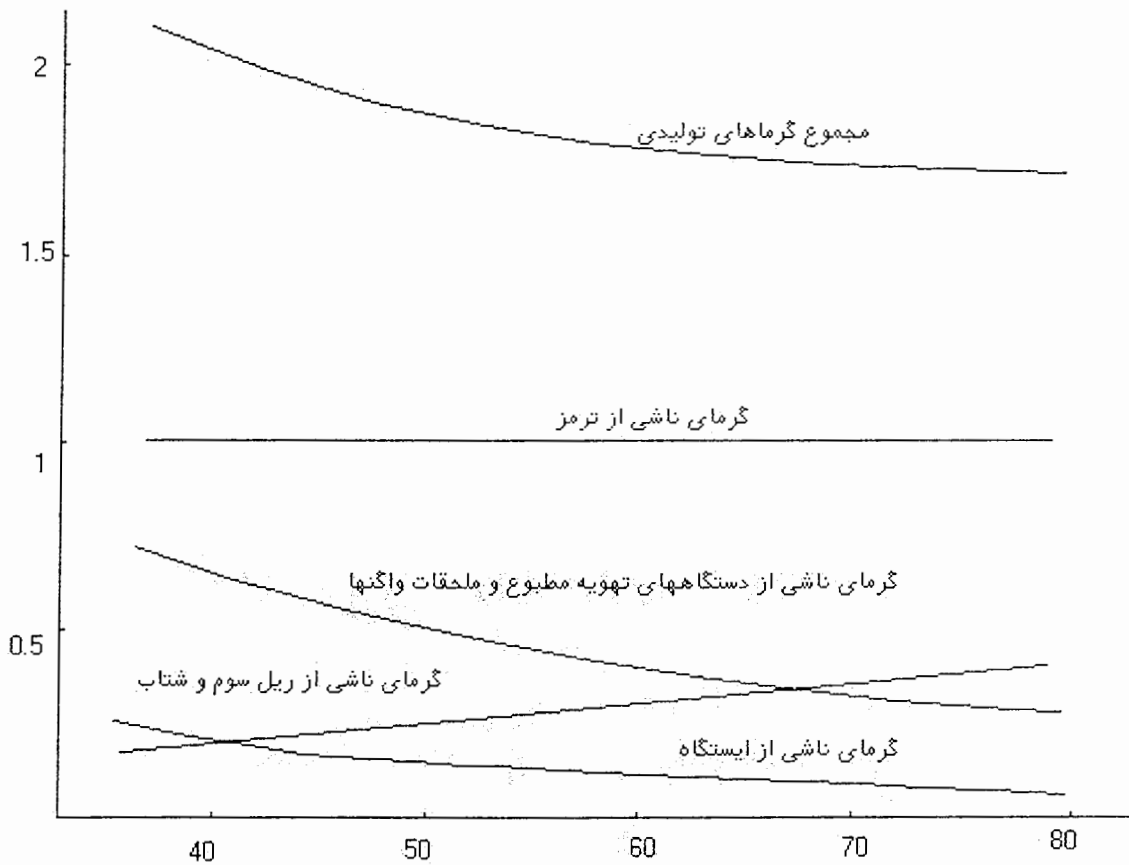 2
مجموع گرماهای تولیدی
1.5
گرمای ناشی از ترمز
1
گرمای ناشی از دستگاههای تهویه مطبوع و ملحقات واگنها
0.5
گرمای ناشی از ریل سوم و شتاب
گرمای ناشی از ایستگاه
40 50 60 70 80